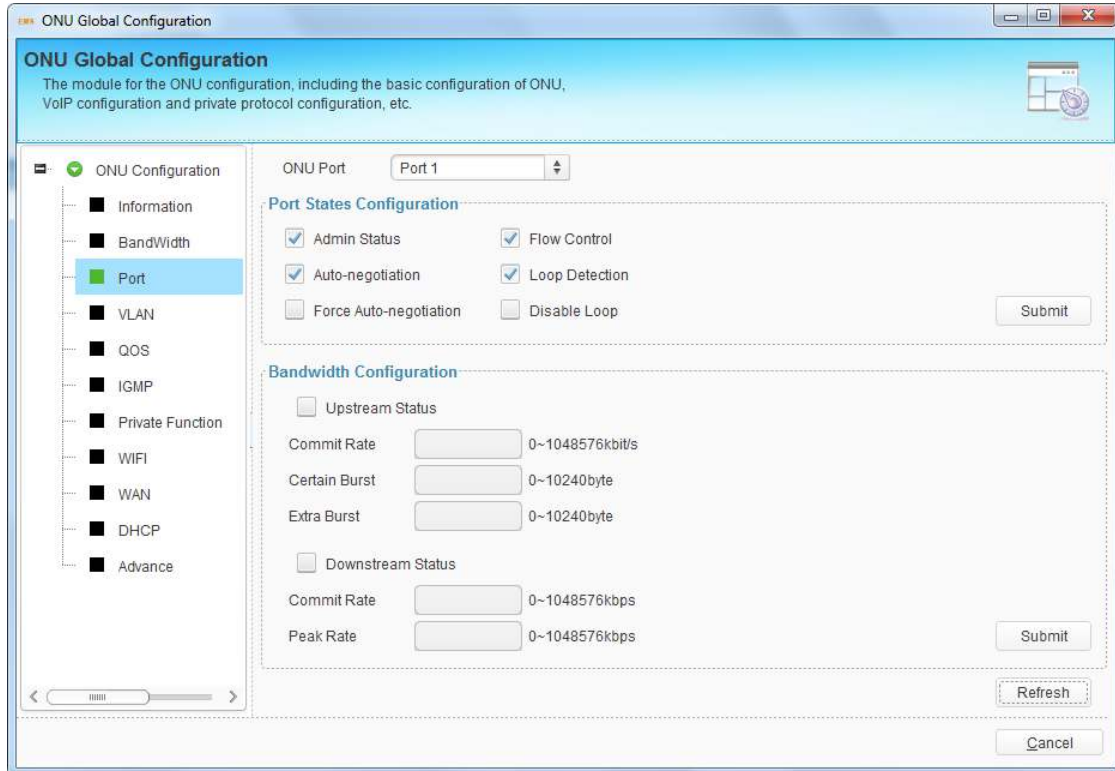 EMS ONU Global Configuration
ONU Global Configuration
The module for the ONU configuration, including the basic configuration of ONU,
VoIP configuration and private protocol configuration, etc.
ONU Configuration
Information
BandWidth
Port
VLAN
QOS
IGMP
Private Function
WIFI
WAN
DHCP
Advance
ONU Port Port 1
Port States Configuration
Admin Status Flow Control
Auto-negotiation Loop Detection
Force Auto-negotiation Disable Loop Submit
Bandwidth Configuration
Upstream Status
Commit Rate 0~1048576kbit/s
Certain Burst 0~10240byte
Extra Burst 0~10240byte
Downstream Status
Commit Rate 0~1048576kbps
Peak Rate 0~1048576kbps Submit
Refresh
Cancel